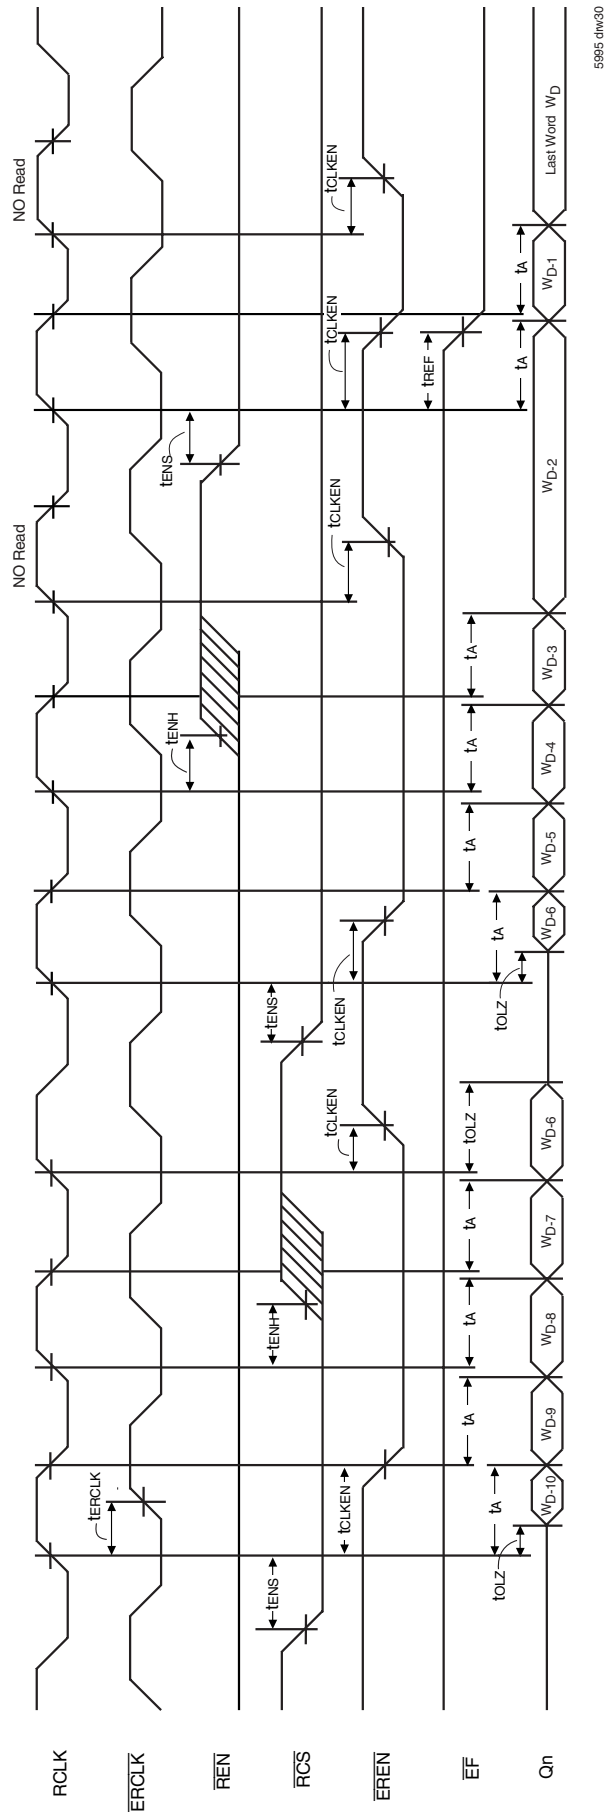 NO Read
NO Read
RCLK
tERCLK
ERCLK
tENH
tENS
REN
tENS
tENH
tENS
RCS
tCLKEN
tCLKEN
tCLKEN
tCLKEN
tCLKEN
tCLKEN
EREN
tREF
EF
tA
tA
tA
tOLZ
tA
tA
tA
tOLZ
tA
tOLZ
tA
tA
tA
Qn
WD-10
WD-9
WD-8
WD-7
WD-6
WD-6
WD-5
WD-4
WD-3
WD-2
WD-1
Last Word WD
5995 drw30